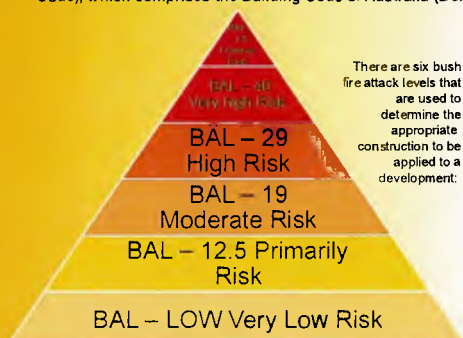 Code), which comprises the Building Code of Australia
There are six bush
fire attack levels that
are used to
determine the
appropriate
construction to be
applied to a
development:
Very high Risk
BAL – 29
High Risk
BAL – 19
Moderate Risk
BAL – 12.5 Primarily
Risk
BAL – LOW Very Low Risk